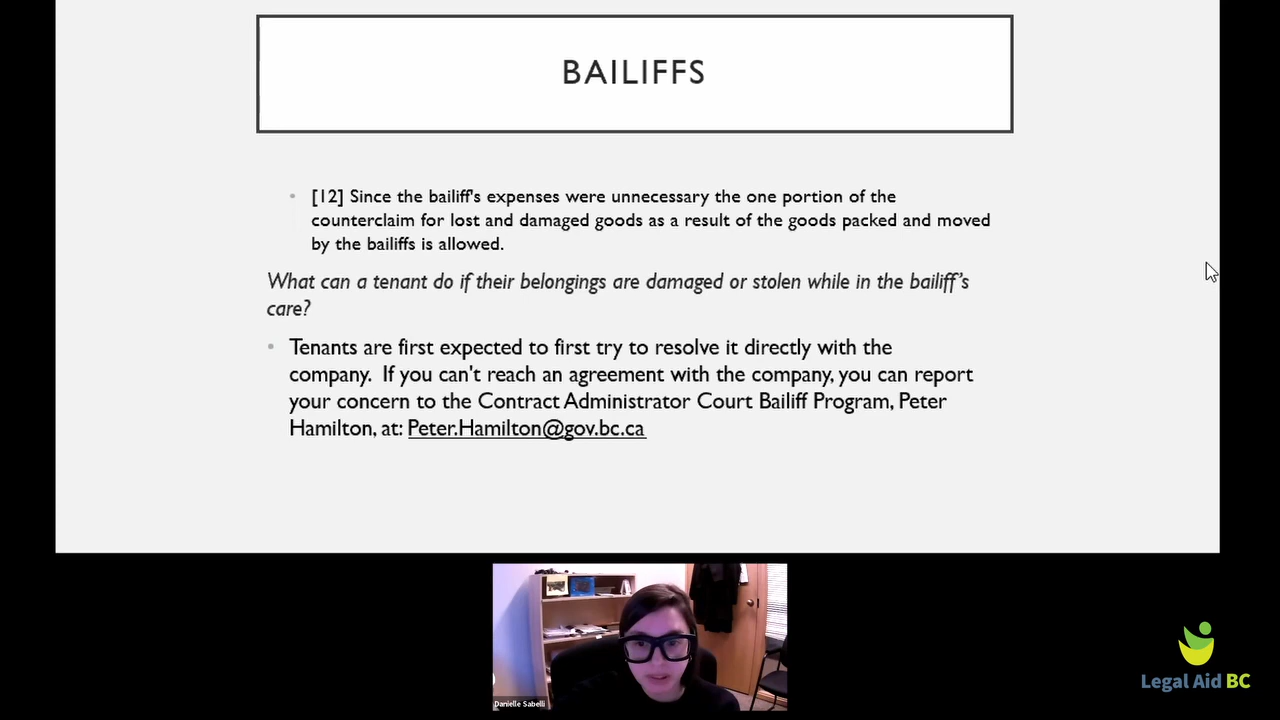 BAILIFFS
[12] Since the bailiff's expenses were unnecessary the one portion of the
counterclaim for lost and damaged goods as a result of the goods packed and moved
by the bailiffs is allowed.
What can a tenant do if their belongings are damaged or stolen while in the bailiff's
care?
Tenants are first expected to first try to resolve it directly with the
company.  If you can't reach an agreement with the company, you can report
your concern to the Contract Administrator Court Bailiff Program, Peter
Hamilton, at: Peter.Hamilton@gov.bc.ca
Danielle Sabelli
Legal Aid BC